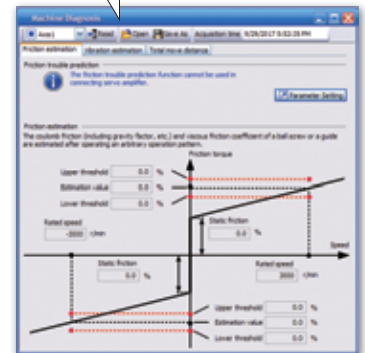 Machine Diagnosis
Axis1 Read Open Save As Acquisition time 9/29/2017 9:52:35 PM
Friction estimation Vibration estimation Total move distance
Friction trouble prediction
The friction trouble prediction function cannot be used in
connecting servo amplifier.
Parameter Setting
Friction estimation
The coulomb friction (including gravity factor, etc.) and viscous friction coefficient of a ball screw or a guide
are estimated after operating an arbitrary operation pattern.
Friction torque
Upper threshold 0.0 %
Estimation value 0.0 %
Lower threshold 0.0 %
Rated speed
-3000 r/min
Static friction
0.0 %
Speed
Static friction
0.0 %
Rated speed
3000 r/min
Upper threshold 0.0 %
Estimation value 0.0 %
Lower threshold 0.0 %